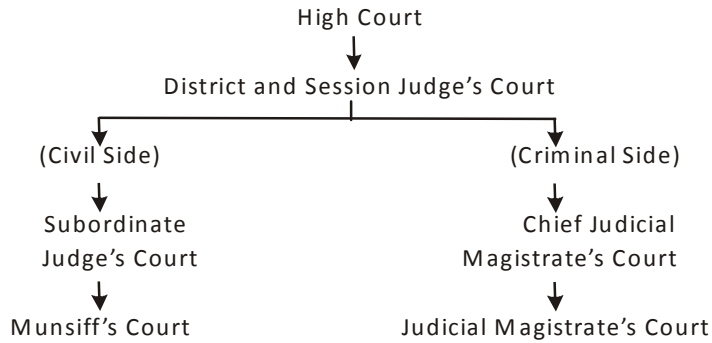 High Court
District and Session Judge's Court
(Civil Side)
(Criminal Side)
Subordinate
Judge's Court
Chief Judicial
Magistrate's Court
Munsiff's Court
Judicial Magistrate's Court